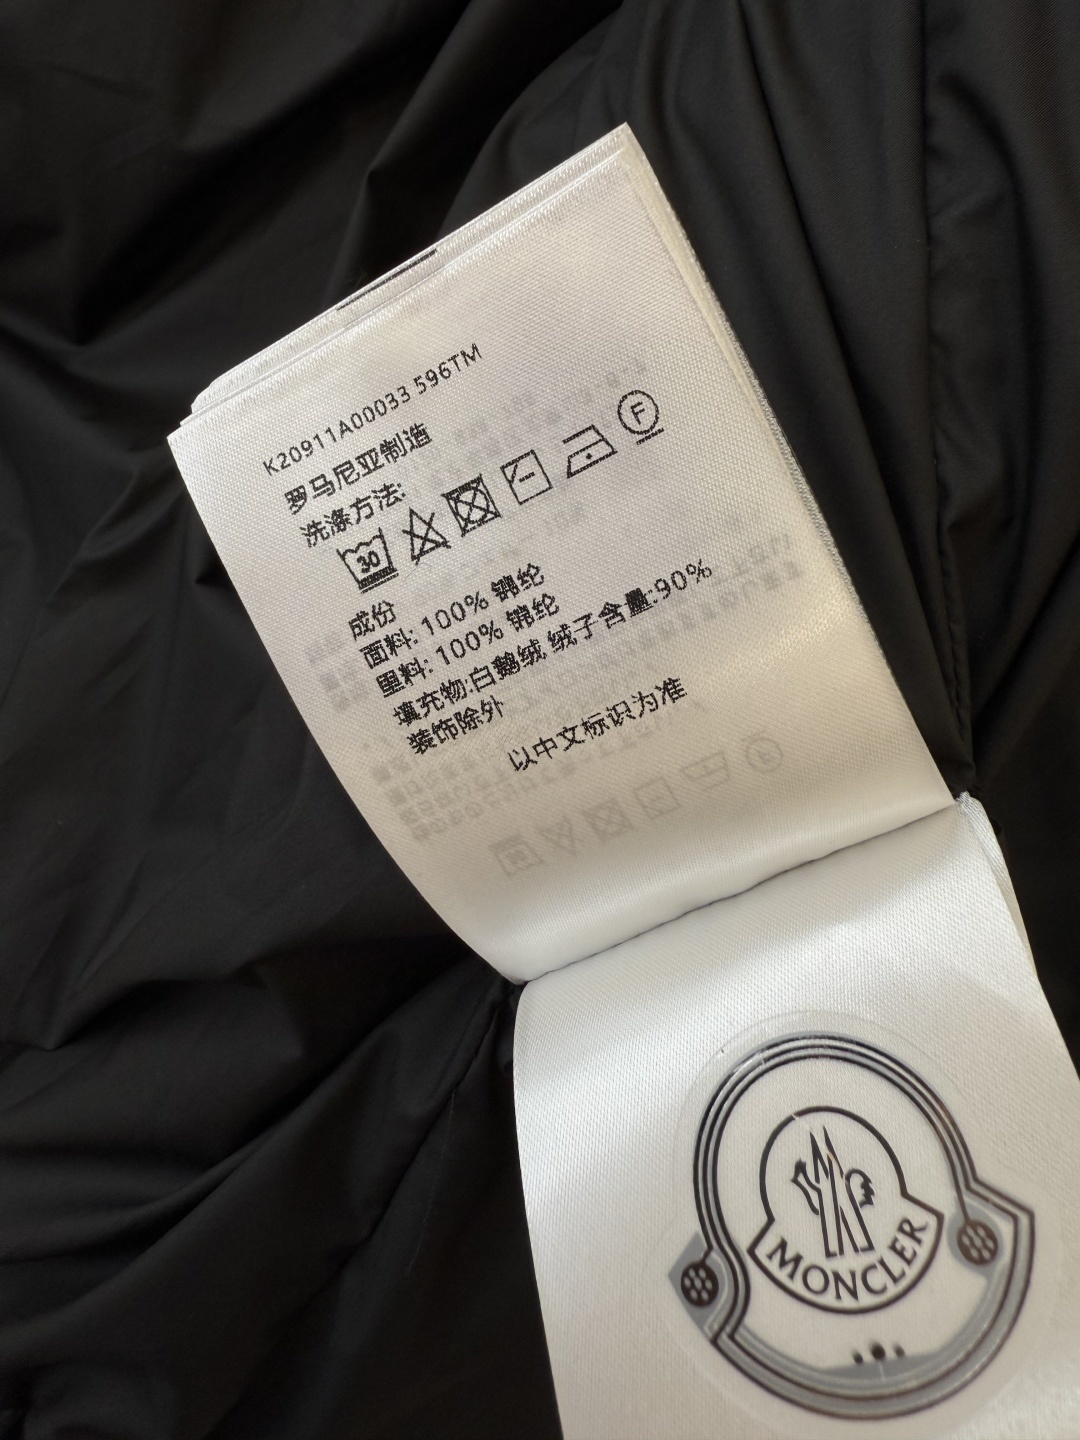 K20911A00033 596TM
罗马尼亚制造
洗涤方法:
30
F
成份
面料: 100% 锦纶
里料: 100% 锦纶
填充物:白鹅绒, 绒子含量:90%
装饰除外
以中文标识为准
MONCLER